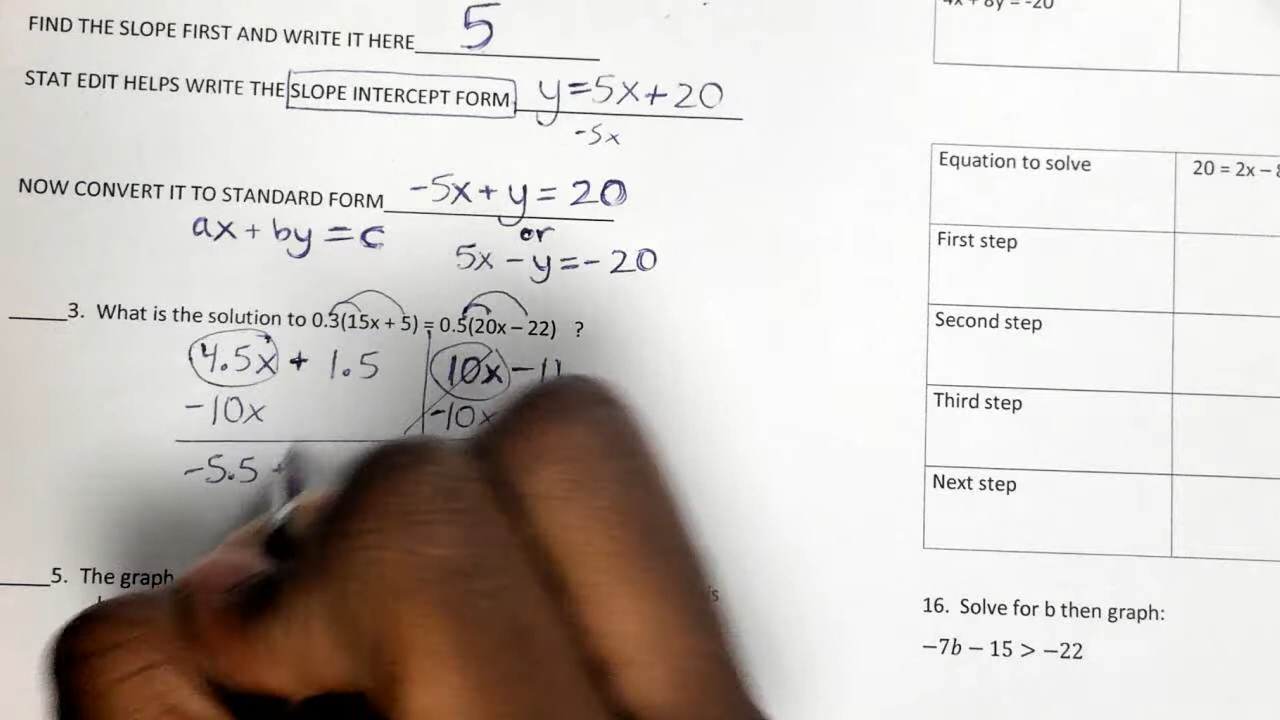 FIND THE SLOPE FIRST AND WRITE IT HERE 5
STAT EDIT HELPS WRITE THE SLOPE INTERCEPT FORM y=5x+20
-5x
NOW CONVERT IT TO STANDARD FORM -5x+y=20
ax+by=c
or
5x-y=-20
3. What is the solution to 0.3(15x + 5) = 0.5(20x – 22) ?
4.5x + 1.5 10x - 11
-10x -10x
-5.5
5. The graph
is
Equation to solve 20 = 2x –
First step
Second step
Third step
Next step
16. Solve for b then graph:
−7b − 15 > −22